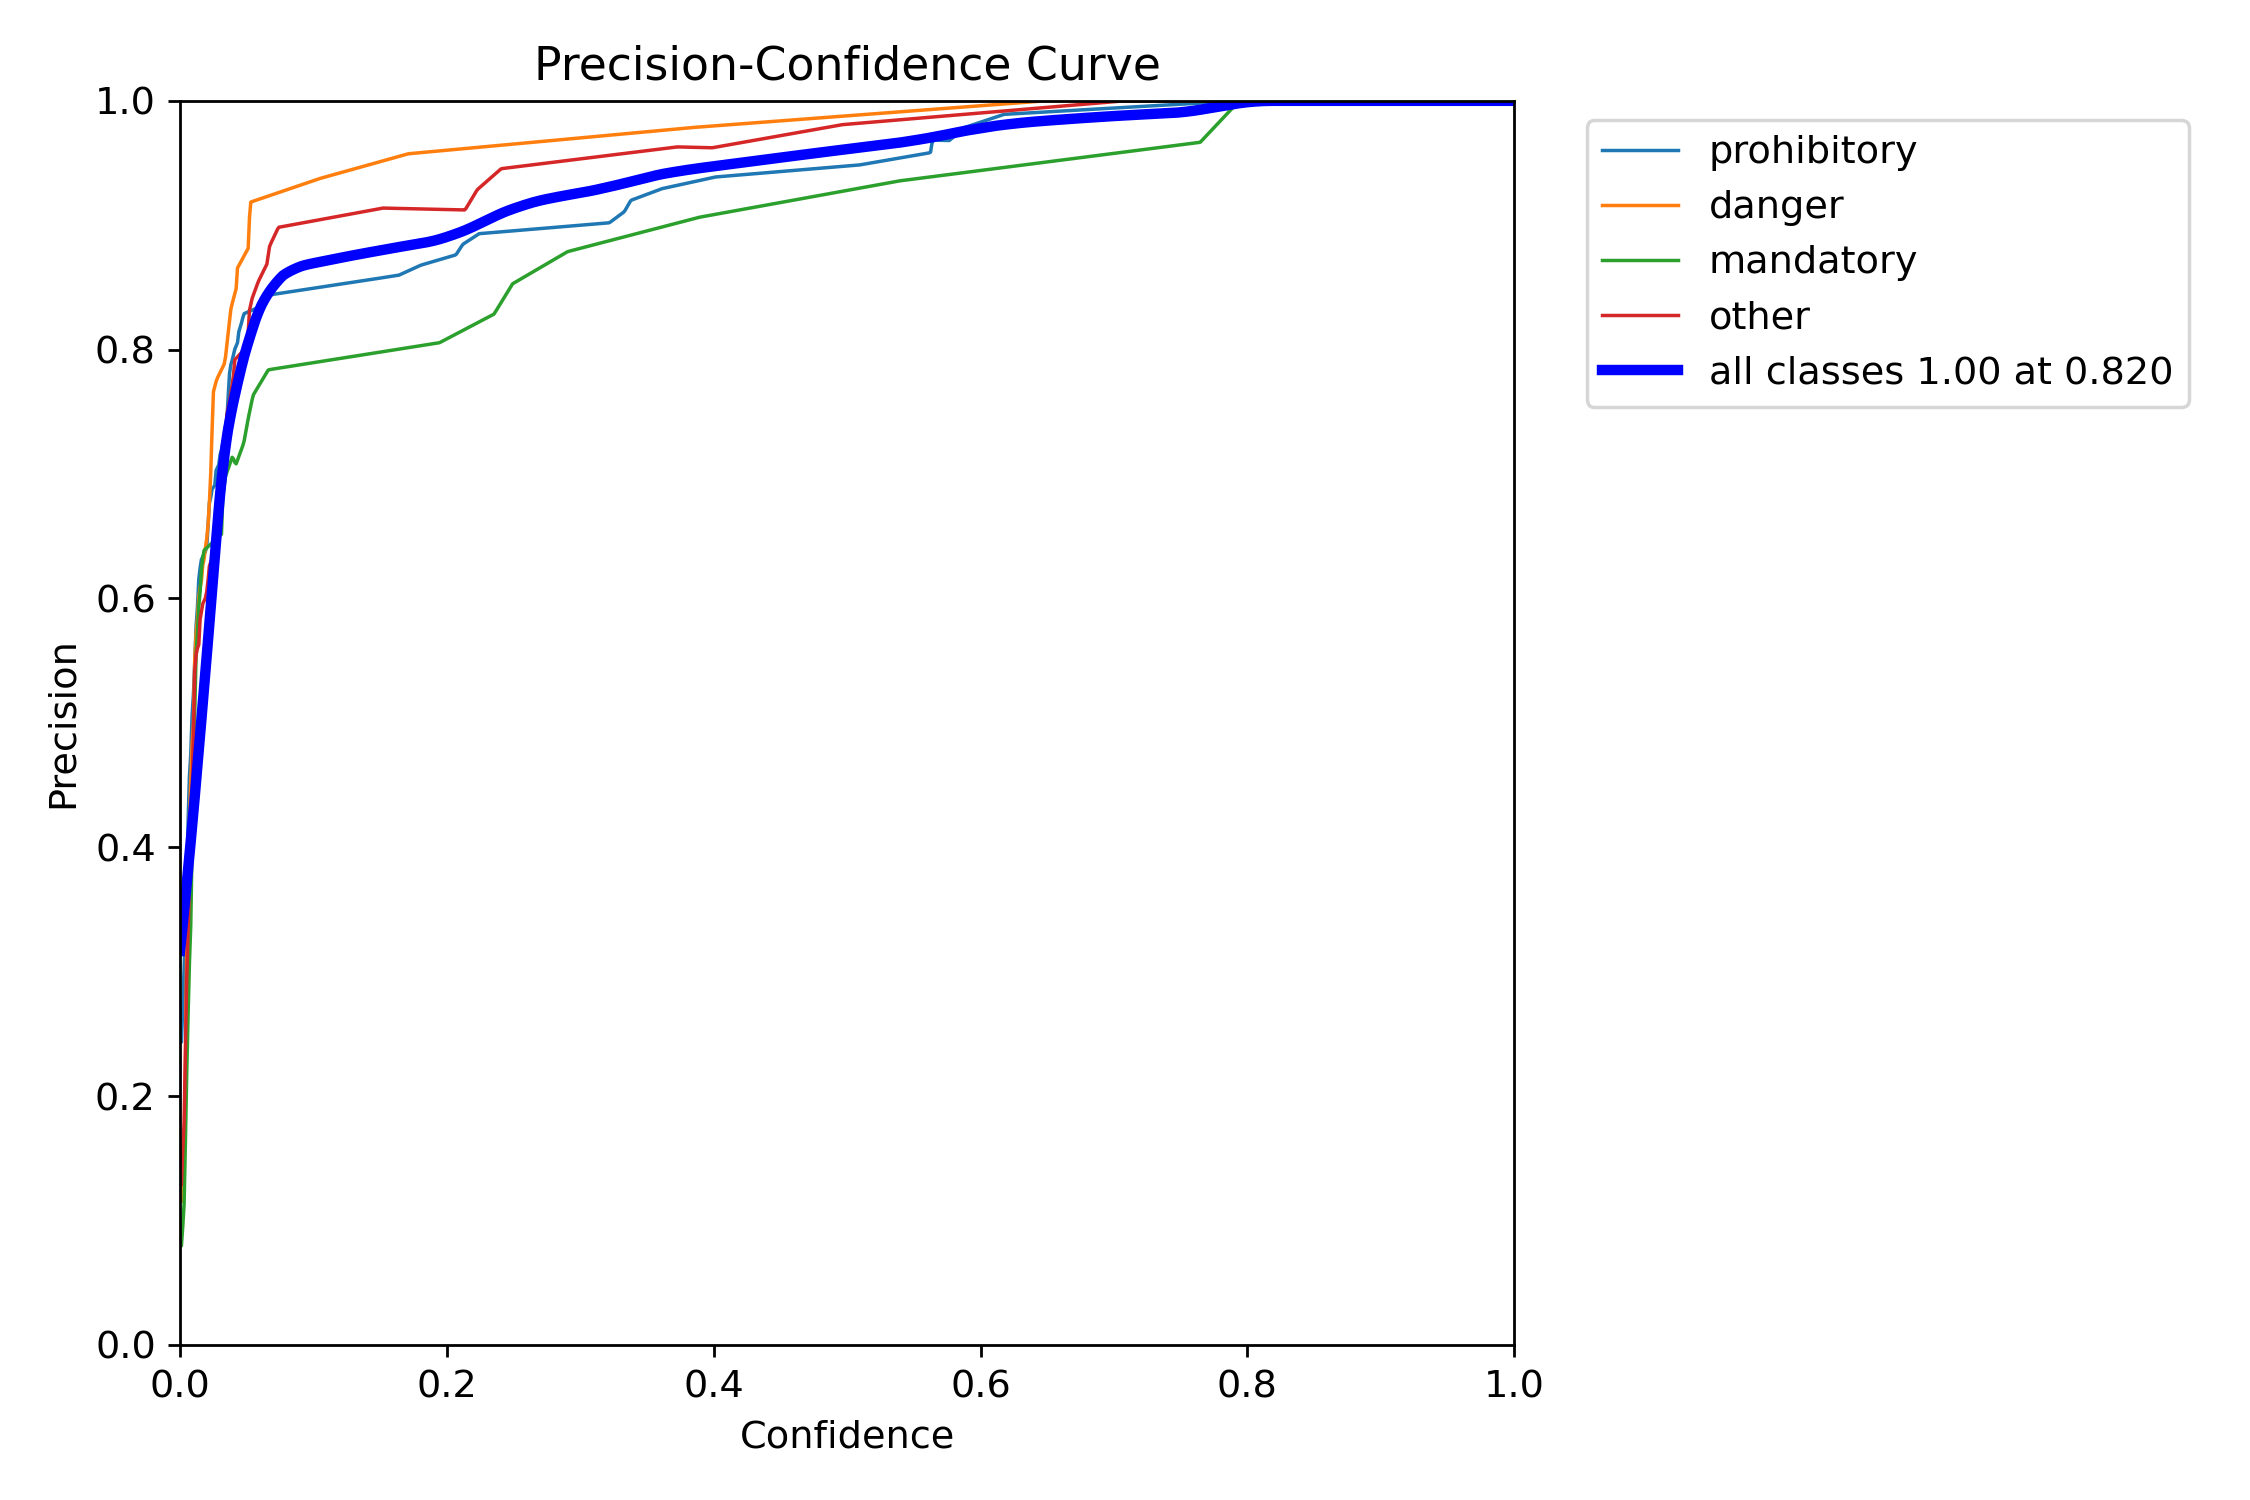 Precision-Confidence Curve
1.0
0.8
0.6
0.4
0.2
0.0
Precision
0.0 0.2 0.4 0.6 0.8 1.0
Confidence
prohibitory
danger
mandatory
other
all classes 1.00 at 0.820